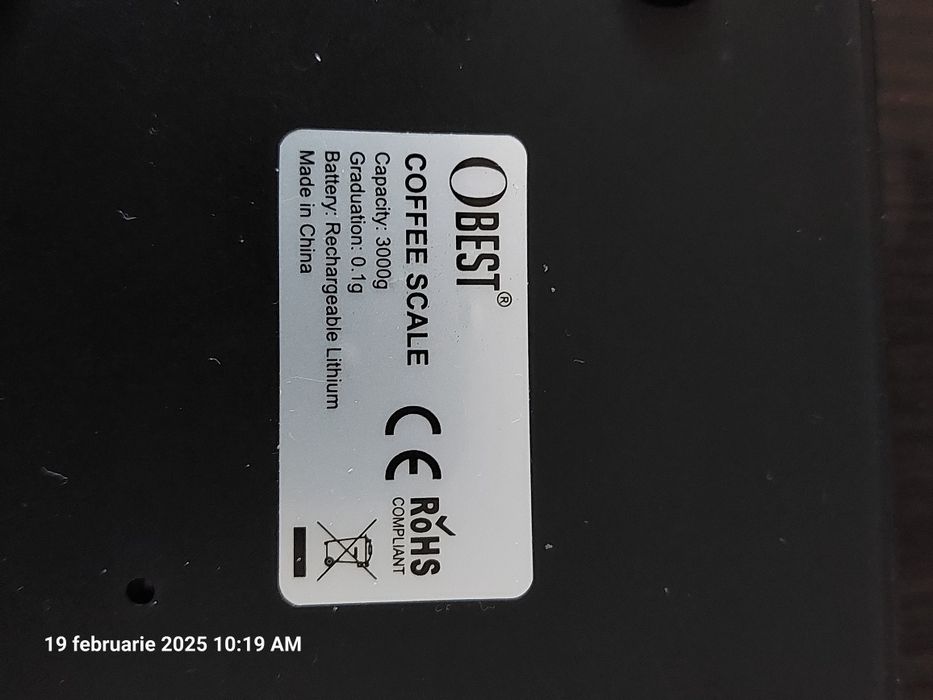 OBEST®
COFFEE SCALE
Capacity: 3000g
Graduation: 0.1g
Battery: Rechargeable Lithium
Made in China
CE
RoHS
COMPLIANT
19 februarie 2025 10:19 AM